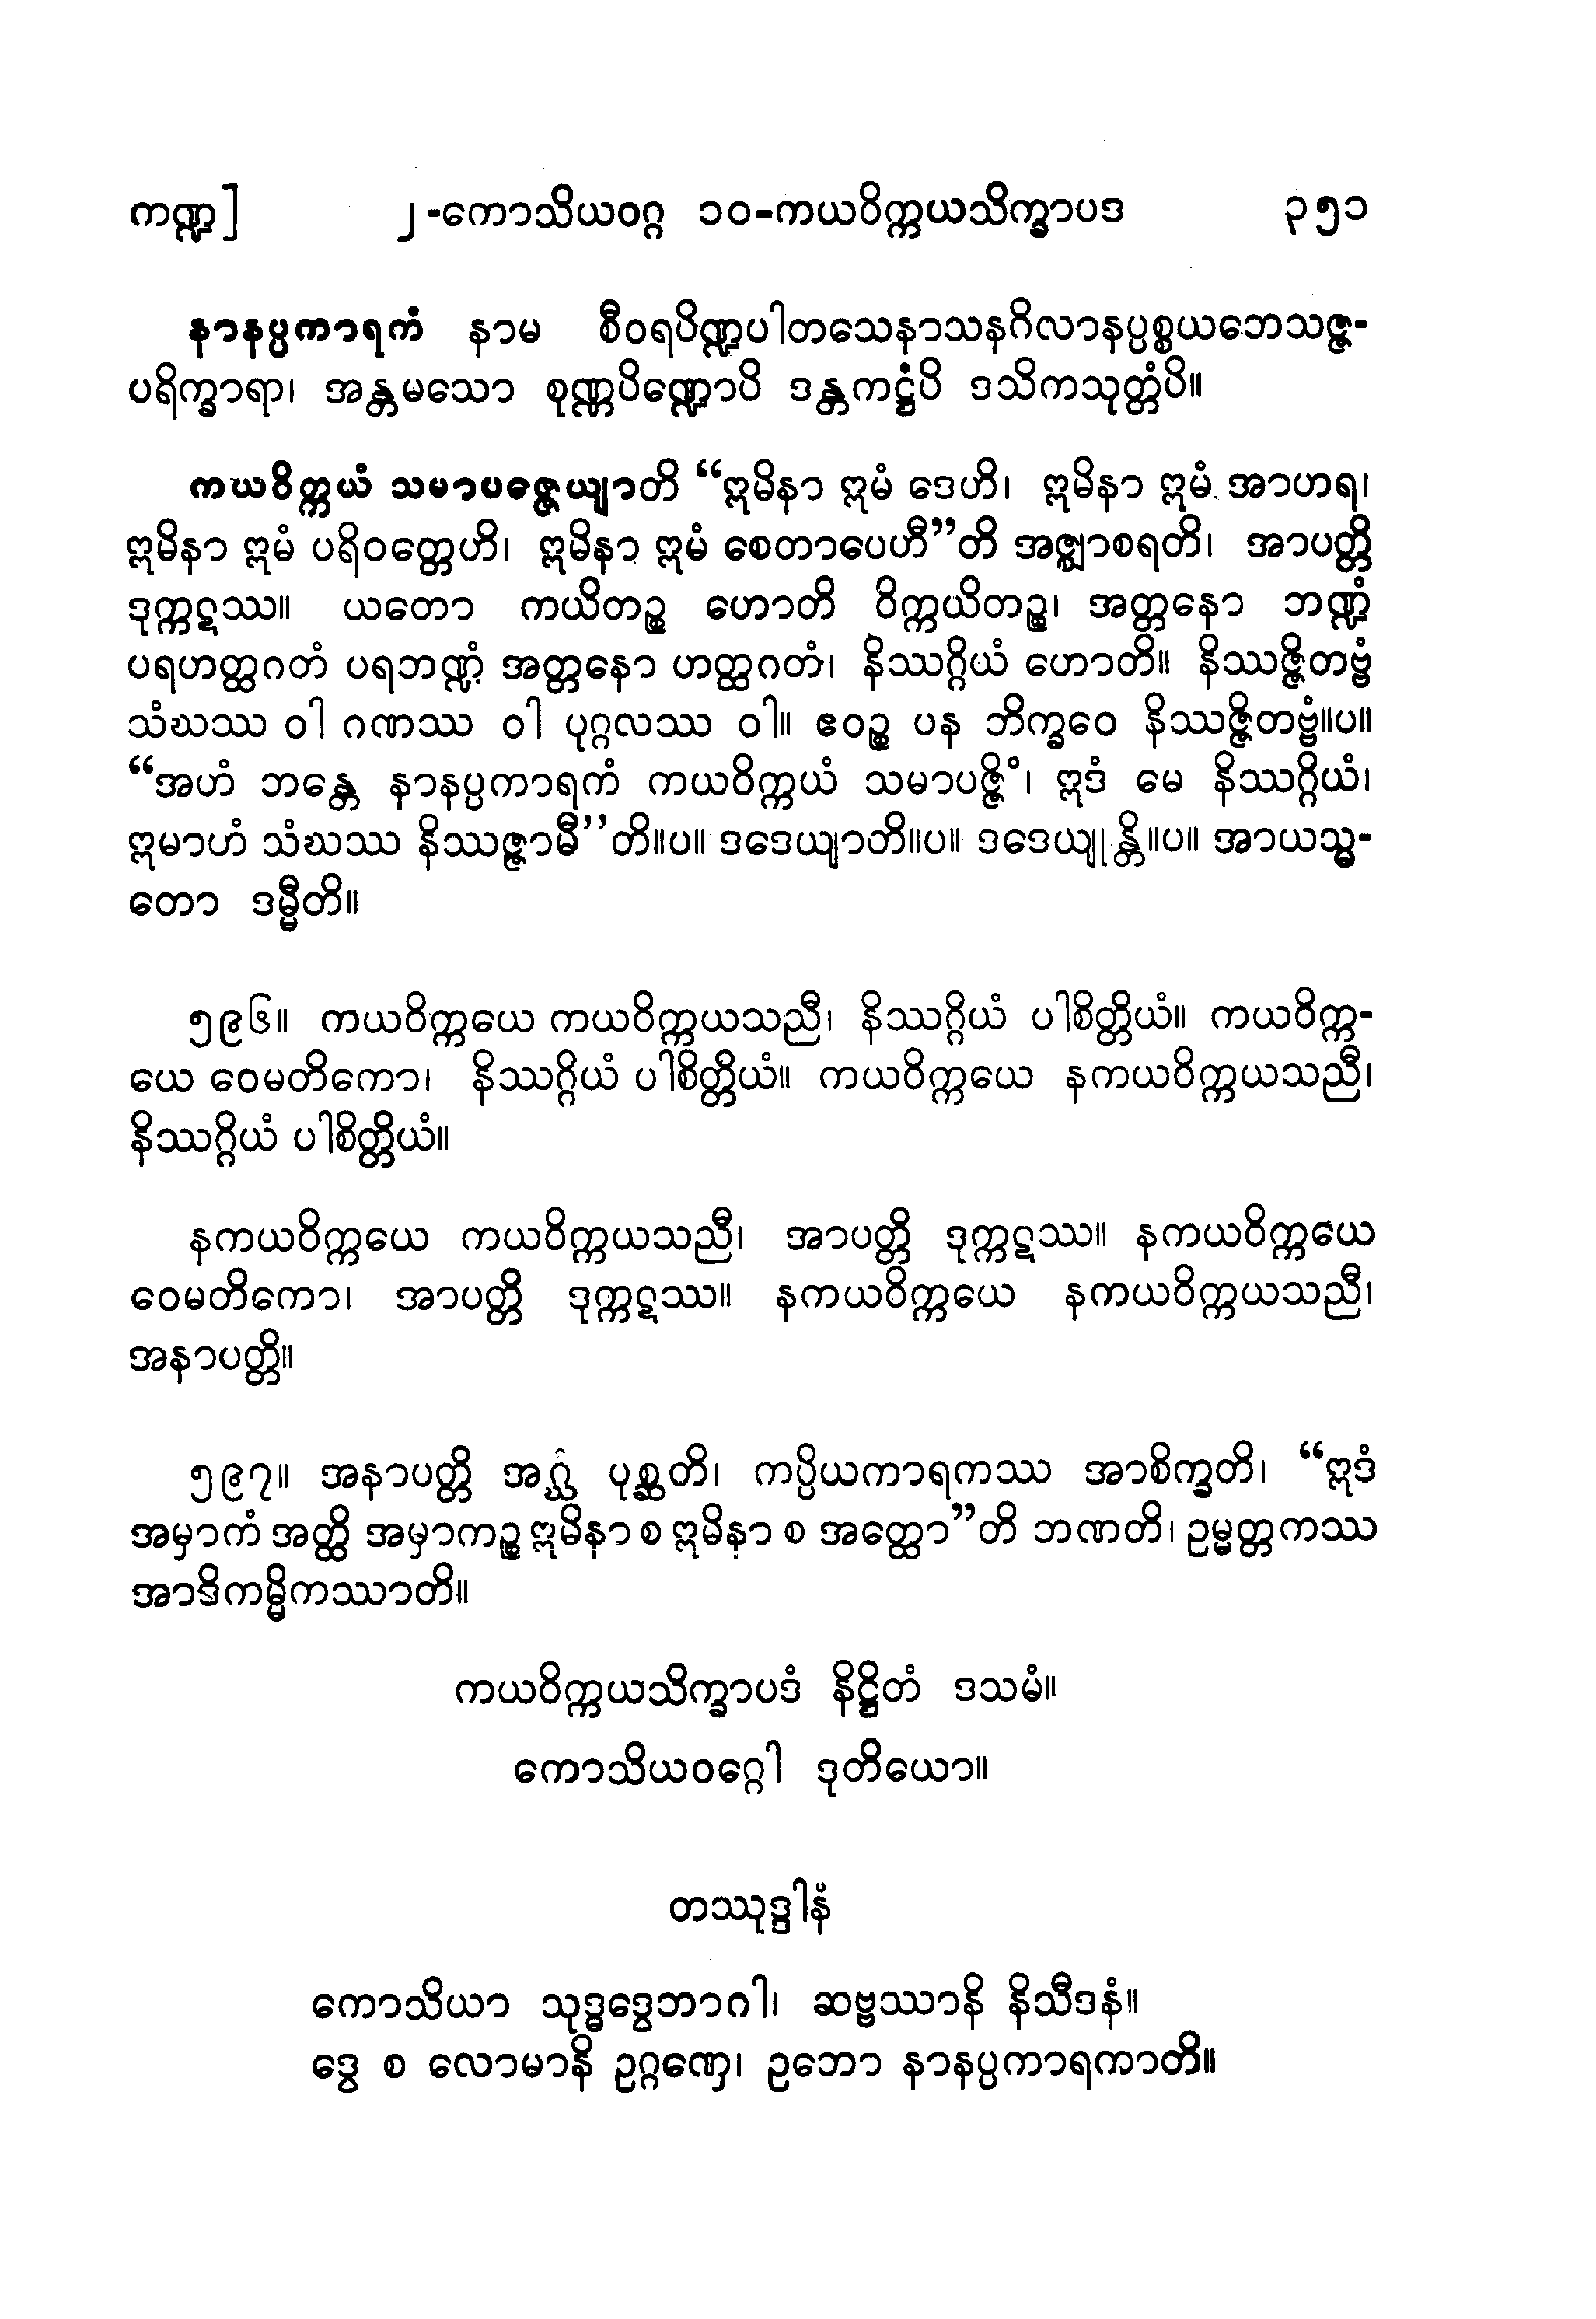 ကဏ္ဍ] ၂-ကောသိယဝဂ္ဂ ၁၀-ကယဝိက္ကယသိက္ခာပဒ ၃၅၁
နာနပ္ပကာရကံ နာမ စီဝရပိဏ္ဍပါတသေနာသနဂိလာနပ္ပစ္စယဘေသဇ္ဇ-
ပရိက္ခာရာ၊ အန္တမသော စုဏ္ဏပိဏ္ဍောပိ ဒန္တကဋ္ဌံပိ ဒသိကသုတ္တံပိ။
ကယဝိက္ကယံ သမာပဇ္ဇေယျာတိ “ဣမိနာ ဣမံ ဒေဟိ၊ ဣမိနာ ဣမံ အာဟရ၊
ဣမိနာ ဣမံ ပရိဝတ္တေဟိ၊ ဣမိနာ ဣမံ စေတာပေဟီ”တိ အဇ္ဈာစရတိ၊ အာပတ္တိ
ဒုက္ကဋဿ။ ယတော ကယိတဉ္စ ဟောတိ ဝိက္ကယိတဉ္စ၊ အတ္တနော ဘဏ္ဍံ
ပရဟတ္ထဂတံ ပရဘဏ္ဍံ အတ္တနော ဟတ္ထဂတံ၊ နိဿဂ္ဂိယံ ဟောတိ။ နိဿဇ္ဇိတဗ္ဗံ
သံဃဿ ဝါ ဂဏဿ ဝါ ပုဂ္ဂလဿ ဝါ။ ဧဝဉ္စ ပန ဘိက္ခဝေ နိဿဇ္ဇိတဗ္ဗံ။ပ။
“အဟံ ဘန္တေ နာနပ္ပကာရကံ ကယဝိက္ကယံ သမာပဇ္ဇိံ၊ ဣဒံ မေ နိဿဂ္ဂိယံ၊
ဣမာဟံ သံဃဿ နိဿဇ္ဇာမီ’’တိ။ပ။ ဒဒေယျာတိ။ပ။ ဒဒေယျုန္တိ။ပ။ အာယသ္မ-
တော ဒမ္မီတိ။
၅၉၆။ ကယဝိက္ကယေ ကယဝိက္ကယသညီ၊ နိဿဂ္ဂိယံ ပါစိတ္တိယံ။ ကယဝိက္က-
ယေ ဝေမတိကော၊ နိဿဂ္ဂိယံ ပါစိတ္တိယံ။ ကယဝိက္ကယေ နကယဝိက္ကယသညီ၊
နိဿဂ္ဂိယံ ပါစိတ္တိယံ။
နကယဝိက္ကယေ ကယဝိက္ကယသညီ၊ အာပတ္တိ ဒုက္ကဋဿ။ နကယဝိက္ကယေ
ဝေမတိကော၊ အာပတ္တိ ဒုက္ကဋဿ။ နကယဝိက္ကယေ နကယဝိက္ကယသညီ၊
အနာပတ္တိ။
၅၉၇။ အနာပတ္တိ အဂ္ဃံ ပုစ္ဆတိ၊ ကပ္ပိယကာရကဿ အာစိက္ခတိ၊ “ဣဒံ
အမှာကံ အတ္ထိ အမှာကဉ္စ ဣမိနာ စ ဣမိနာ စ အတ္ထော”တိ ဘဏတိ၊ ဥမ္မတ္တကဿ
အာဒိကမ္မိကဿာတိ။
ကယဝိက္ကယသိက္ခာပဒံ နိဋ္ဌိတံ ဒသမံ။
ကောသိယဝဂ္ဂေါ ဒုတိယော။
တဿုဒ္ဒါနံ
ကောသိယာ သုဒ္ဓဒွေဘာဂါ၊ ဆဗ္ဗဿာနိ နိသီဒနံ။
ဒွေ စ လောမာနိ ဥဂ္ဂဏှေ၊ ဥဘော နာနပ္ပကာရကာတိ။